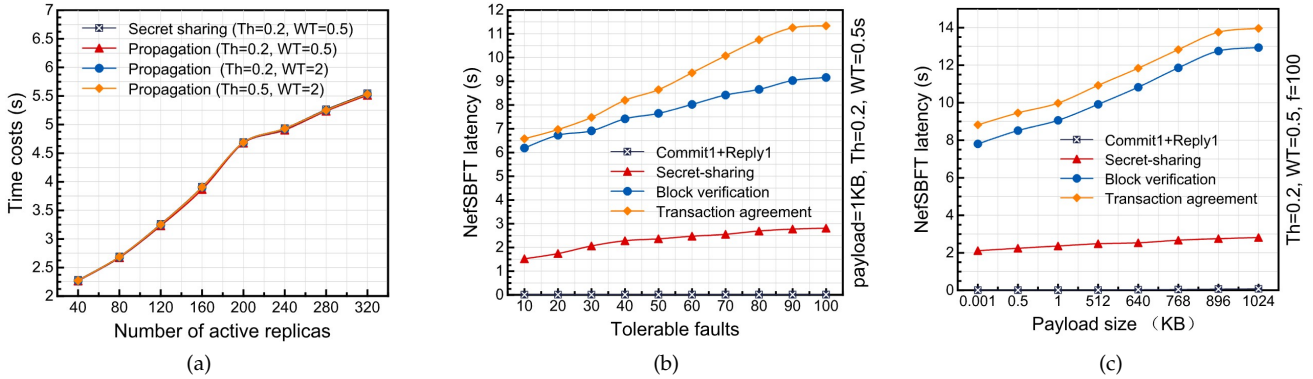 7
6.5
6
5.5
5
4.5
4
3.5
3
2.5
2
Time costs (s)
Secret sharing (Th=0.2, WT=0.5)
Propagation (Th=0.2, WT=0.5)
Propagation (Th=0.2, WT=2)
Propagation (Th=0.5, WT=2)
40 80 120 160 200 240 280 320
Number of active replicas
(a)
12
11
10
9
8
7
6
5
4
3
2
1
0
NefSBFT latency (s)
Commit1+Reply1
Secret-sharing
Block verification
Transaction agreement
10 20 30 40 50 60 70 80 90 100
Tolerable faults
payload=1KB, Th=0.2, WT=0.5s
(b)
16
14
12
10
8
6
4
2
0
NefSBFT latency (s)
Commit1+Reply1
Secret-sharing
Block verification
Transaction agreement
0.001 0.5 1 512 640 768 896 1024
Payload size （KB)
Th=0.2, WT=0.5, f=100
(c)